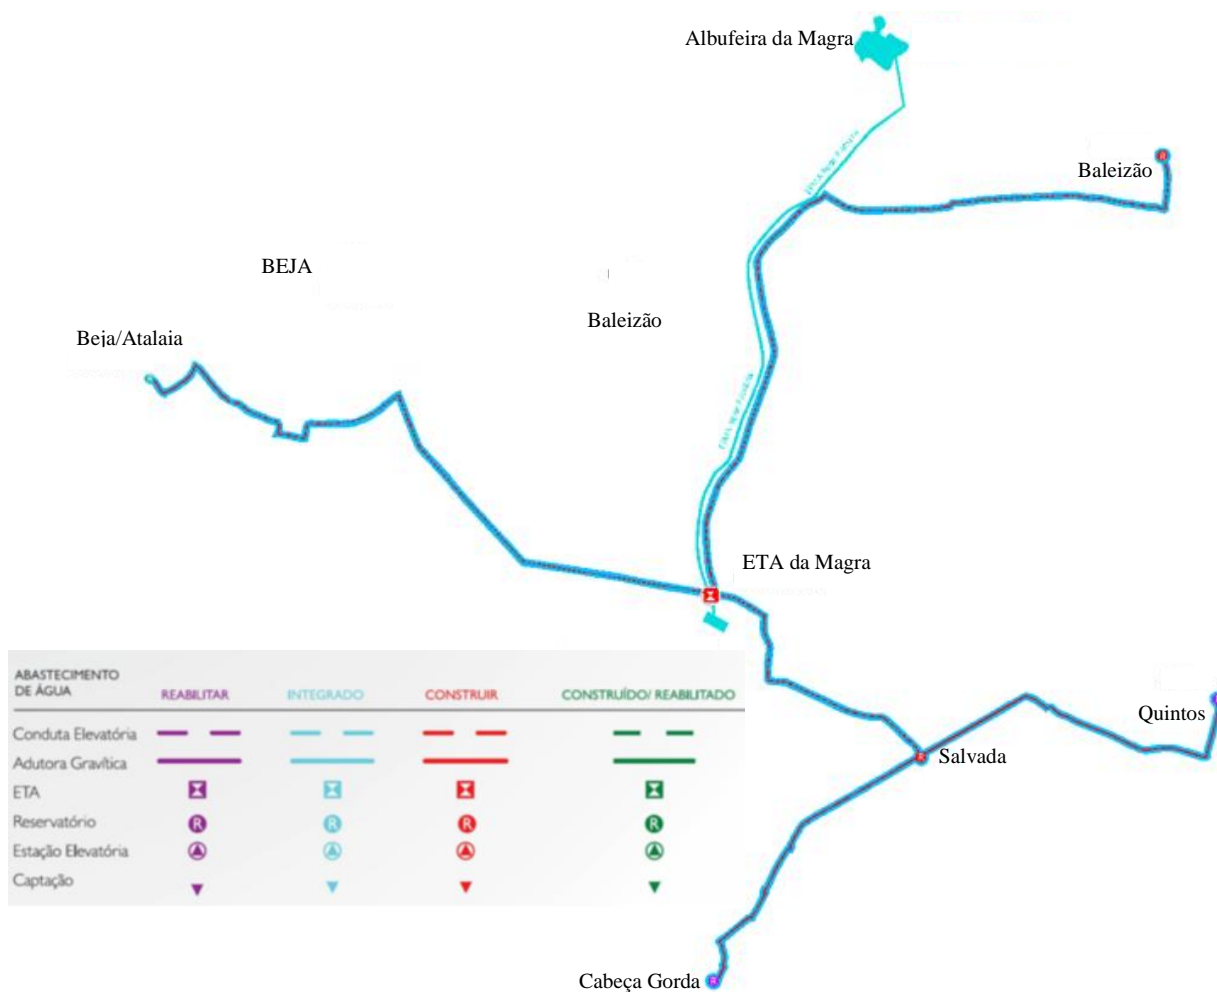 Albufeira da Magra
Baleizão
BEJA
Baleizão
Beja/Atalaia
ETA da Magra
Quintos
Salvada
Cabeça Gorda
ABASTECIMENTO
DE ÁGUA REABILITAR INTEGRADO CONSTRUIR CONSTRUÍDO/ REABILITADO
Conduta Elevatória
Adutora Gravítica
ETA
Reservatório R R R R
Estação Elevatória
Captação